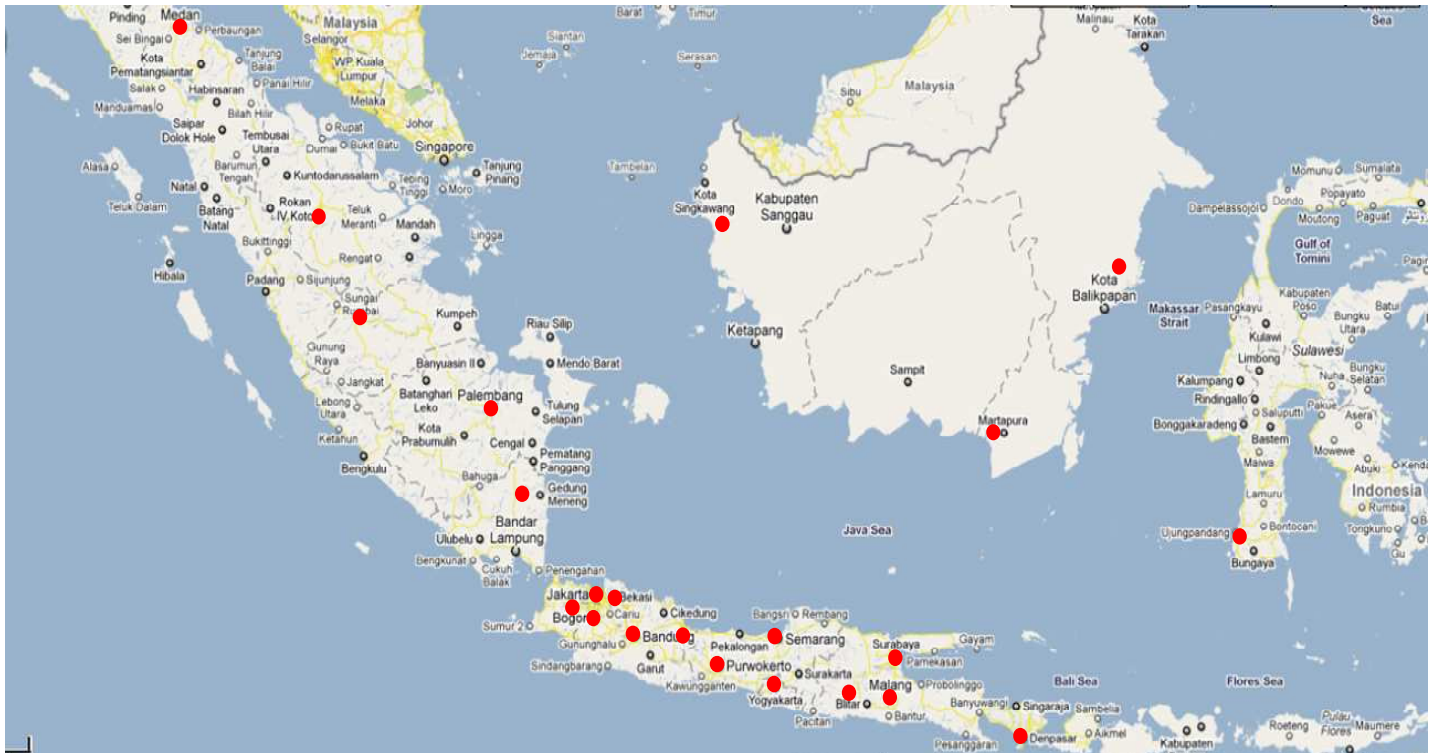 Pinding
Medan
Perbaungan
Sei Bingai
Kota
Pematangsiantar
Tanjung
Balai
Salak
Panai Hilir
Habinsaran
Manduamas
Bilah Hilir
Saipar
Dolok Hole
Tembusai
Utara
Rupat
Dumai
Bukit Batu
Alasa
Barumun
Tengah
Kuntodarussalam
Tebing
Tinggi
Moro
Natal
Teluk Dalam
Batang
Natal
Rokan
IV Koto
Teluk
Meranti
Mandah
Bukittinggi
Rengat
Lingga
Hibala
Padang
Sijunjung
Sungai
Kumpeh
Riau Silip
Gunung
Raya
Banyuasin II
Mendo Barat
Jangkat
Batanghari
Leko
Palembang
Lebong
Utara
Tulung
Selapan
Ketahun
Kota
Prabumulih
Cengal
Bengkulu
Pematang
Panggang
Bahuga
Gedung
Meneng
Bandar
Lampung
Ulubelu
Bengkunat
Cukuh
Balak
Penengahan
Malaysia
Selangor
WP. Kuala
Lumpur
Melaka
Johor
Singapore
Tanjung
Pinang
Siantan
Jemaja
Barat
Timur
Serasan
Tambelan
Sibu
Malaysia
Kabupaten
Malinau
Kota
Tarakan
Sea
Kota
Singkawang
Kabupaten
Sanggau
Ketapang
Sampit
Martapura
Kota
Balikpapan
Makassar
Strait
Momunu
Sumalata
Dondo
Popayato
Dampelassojol
Moutong
Paguat
Gulf of
Tomini
Pasangkayu
Kabupaten
Poso
Batui
Bungku
Utara
Kulawi
Limbong
Sulawesi
Kalumpang
Nuha
Bungku
Selatan
Rindingallo
Saluputti
Pakue
Asera
Bonggakaradeng
Bastem
Mowewe
Maiwa
Abuki
Lamuru
Indonesia
Rumbia
Ujungpandang
Bontocani
Tongkuno
Gu
Bungaya
Java Sea
Jakarta
Bekasi
Bogor
Cariu
Cikedung
Sumur 2
Bangsri
Rembang
Gununghalu
Bandung
Pekalongan
Semarang
Surabaya
Gayam
Sindangbarang
Garut
Purwokerto
Pamekasan
Kawungganten
Surakarta
Malang
Probolinggo
Bali Sea
Flores Sea
Yogyakarta
Blitar
Banyuwangi
Singaraja
Sambelia
Pacitan
Bantur
Pesanggaran
Denpasar
Aikmel
Kabupaten
Roeteng
Pulau
Flores
Maumere